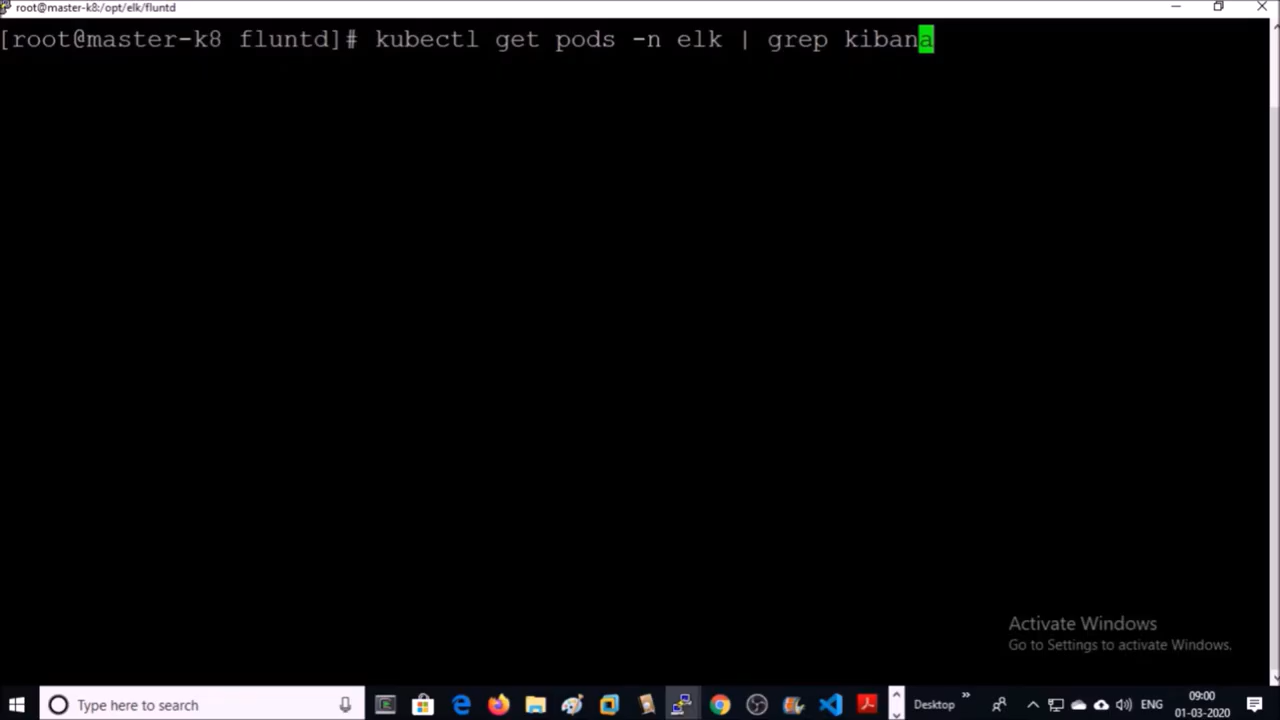 root@master-k8:/opt/elk/fluntd
[root@master-k8 fluntd]# kubectl get pods -n elk | grep kibana
Activate Windows
Go to Settings to activate Windows.
Type here to search
Desktop
ENG
09:00
01-03-2020